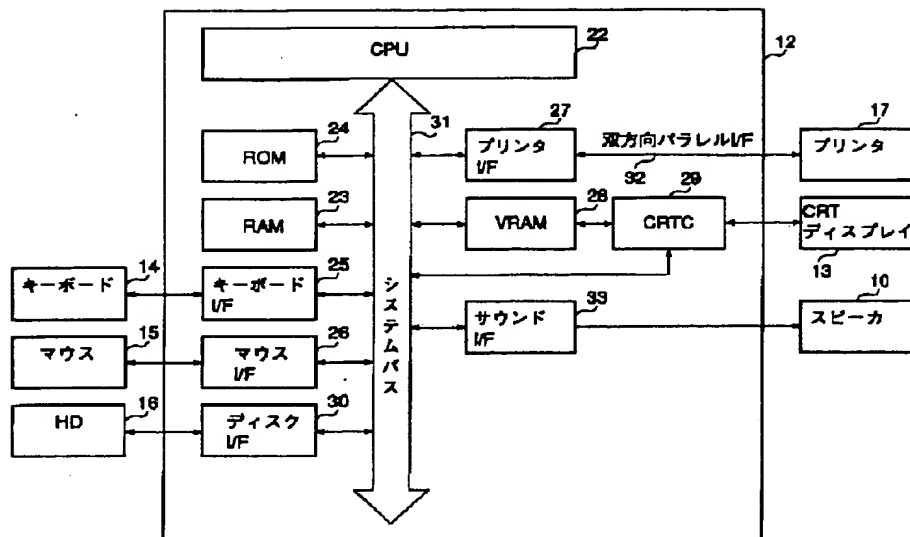 CPU
22
12
24
ROM
31
27
プリンタ
I/F
双方向パラレルI/F
32
17
プリンタ
23
RAM
28
VRAM
29
CRTC
CRT
ディスプレイ
13
14
キーボード
25
キーボード
I/F
システムバス
33
サウンド
I/F
10
スピーカ
15
マウス
26
マウス
I/F
16
HD
30
ディスク
I/F